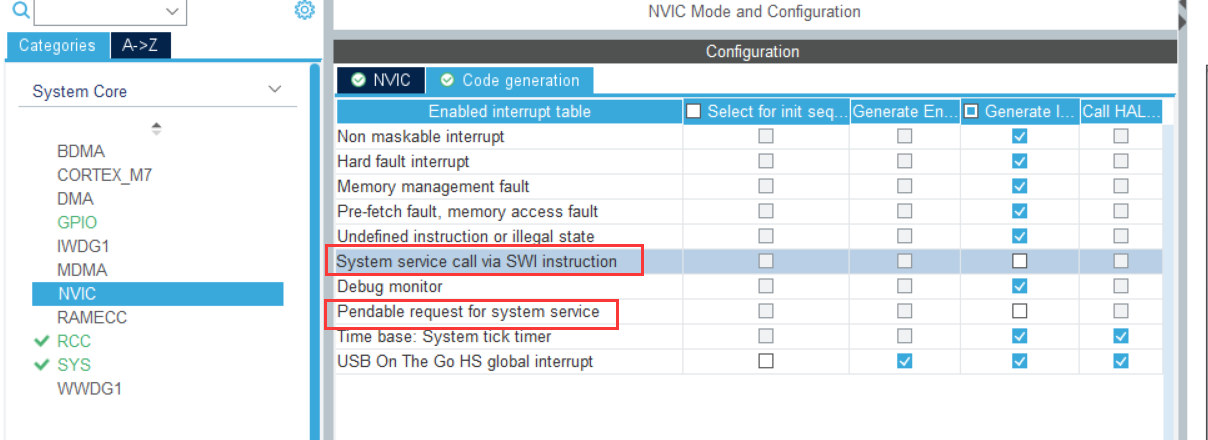 NVIC Mode and Configuration
Categories
A->Z
Configuration
System Core
NVIC
Code generation
Enabled interrupt table
Select for init seq...
Generate En...
Generate I...
Call HAL...
BDMA
CORTEX_M7
DMA
GPIO
IWDG1
MDMA
NVIC
RAMECC
RCC
SYS
WWDG1
Non maskable interrupt
Hard fault interrupt
Memory management fault
Pre-fetch fault, memory access fault
Undefined instruction or illegal state
System service call via SWI instruction
Debug monitor
Pendable request for system service
Time base: System tick timer
USB On The Go HS global interrupt